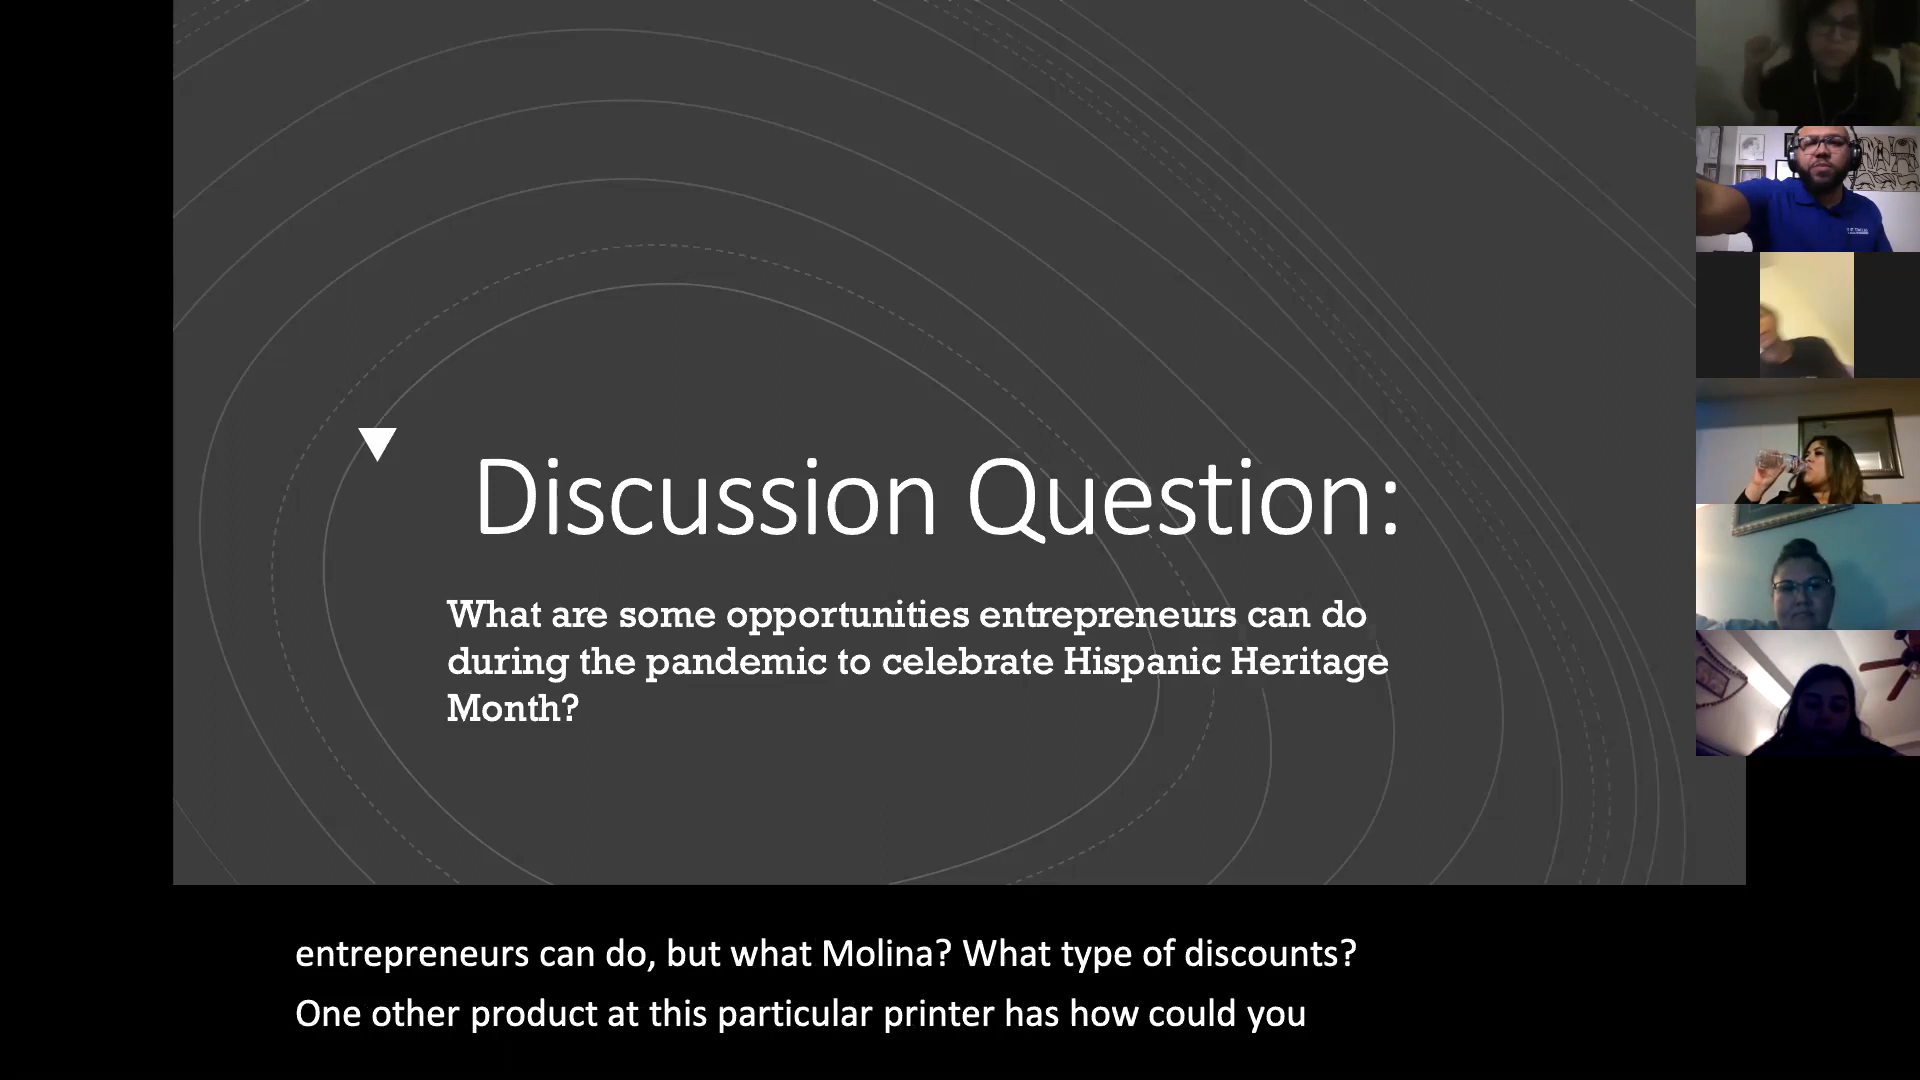 Discussion Question:
What are some opportunities entrepreneurs can do
during the pandemic to celebrate Hispanic Heritage
Month?
entrepreneurs can do, but what Molina? What type of discounts?
One other product at this particular printer has how could you